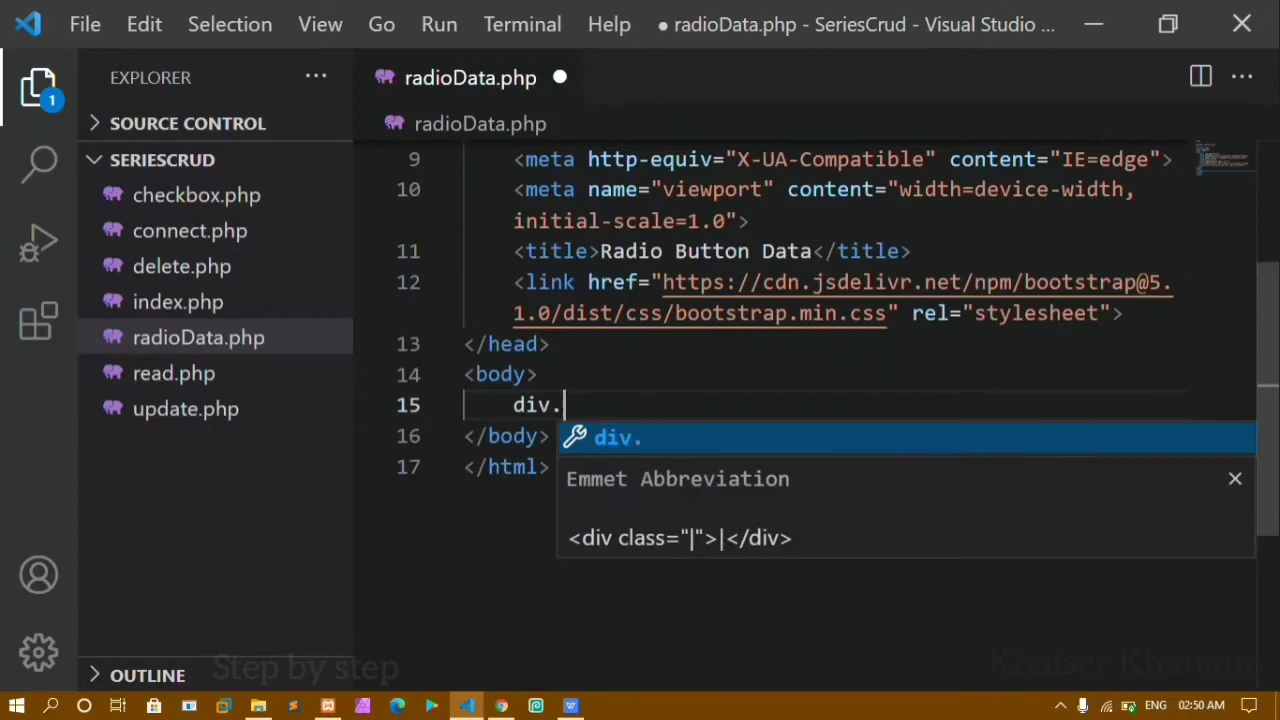 File Edit Selection View Go Run Terminal Help ● radioData.php - SeriesCrud - Visual Studio ...
EXPLORER ...
radioData.php ● ...
SOURCE CONTROL
radioData.php
SERIESCRUD
checkbox.php
connect.php
delete.php
index.php
radioData.php
read.php
update.php
1
9 <meta http-equiv="X-UA-Compatible" content="IE=edge">
10 <meta name="viewport" content="width=device-width,
initial-scale=1.0">
11 <title>Radio Button Data</title>
12 <link href="https://cdn.jsdelivr.net/npm/bootstrap@5.
1.0/dist/css/bootstrap.min.css" rel="stylesheet">
13 </head>
14 <body>
15 div.
16 </body>
17 </html>
div.
Emmet Abbreviation
<div class="|">|</div>
OUTLINE
Step by step
Khaiser Khanam
ENG 02:50 AM